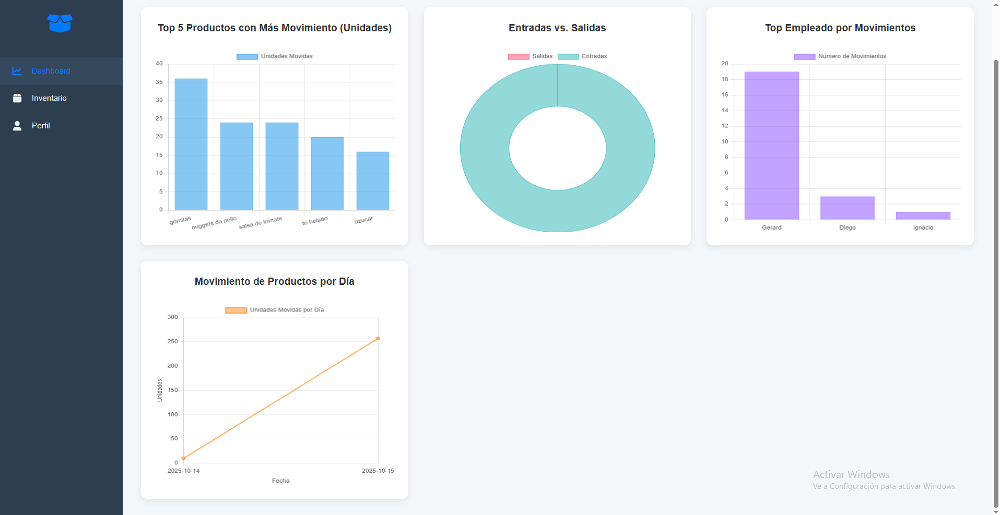 Dashboard
Inventario
Perfil
Top 5 Productos con Más Movimiento (Unidades)
Unidades Movidas
40
35
30
25
20
15
10
5
0
gomitas
nuggets de pollo
salsa de tomate
te helado
azucar
Entradas vs. Salidas
Salidas
Entradas
Top Empleado por Movimientos
Número de Movimientos
20
18
16
14
12
10
8
6
4
2
0
Gerard
Diego
ignacio
Movimiento de Productos por Día
Unidades Movidas por Día
300
250
200
150
100
50
0
Unidades
2025-10-14
2025-10-15
Fecha
Activar Windows
Ve a Configuración para activar Windows.